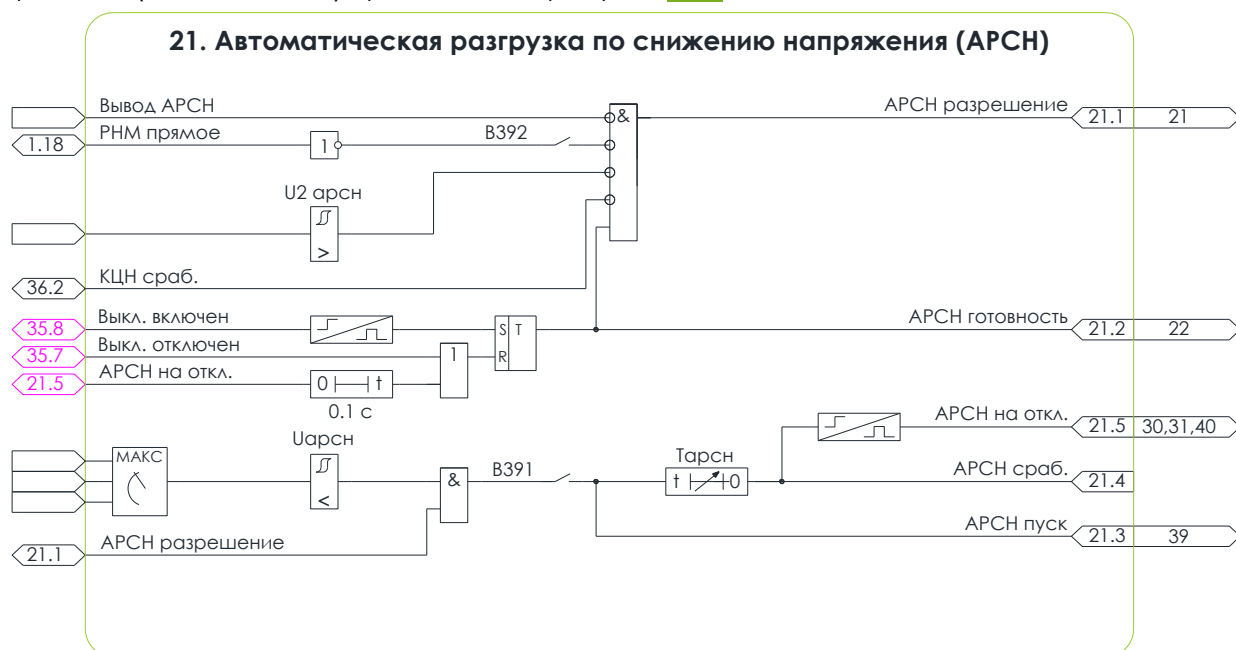 21. Автоматическая разгрузка по снижению напряжения (АРСН)
Вывод АРСН
& АРСН разрешение 21.1 21
1.18 РНМ прямое 1 В392
U2 арсн
>
36.2 КЦН сраб.
35.8 Выкл. включен S T АРСН готовность 21.2 22
35.7 Выкл. отключен 1 R
21.5 АРСН на откл. 0 t
0.1 с
АРСН на откл. 21.5 30,31,40
Uарсн
МАКС
<
& В391 Tарсн
t 0
АРСН сраб. 21.4
АРСН пуск 21.3 39
21.1 АРСН разрешение